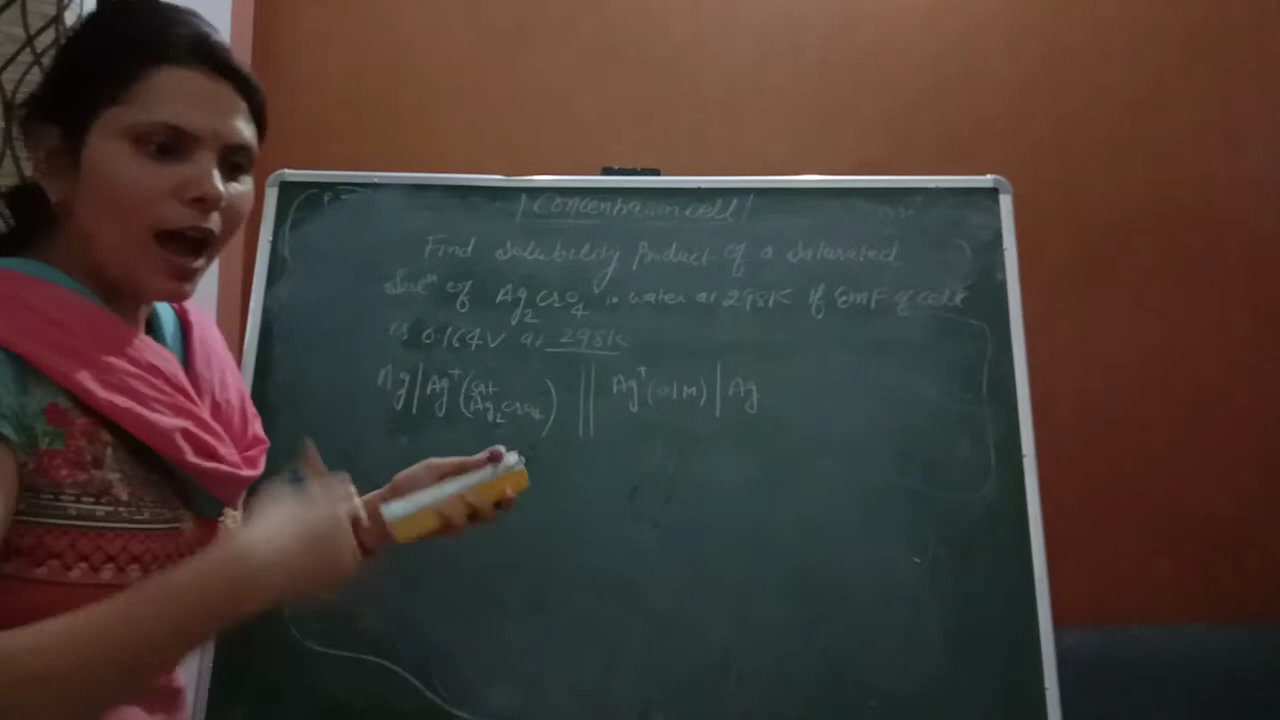 Concentration cell
Find Solubility Product of a Saturated
Solⁿ of Ag₂CrO₄ in water at 298K If EMF of cell
is 0.164V at 298K
Ag | Ag⁺ (sat Ag₂CrO₄) || Ag⁺ (0.1M) | Ag